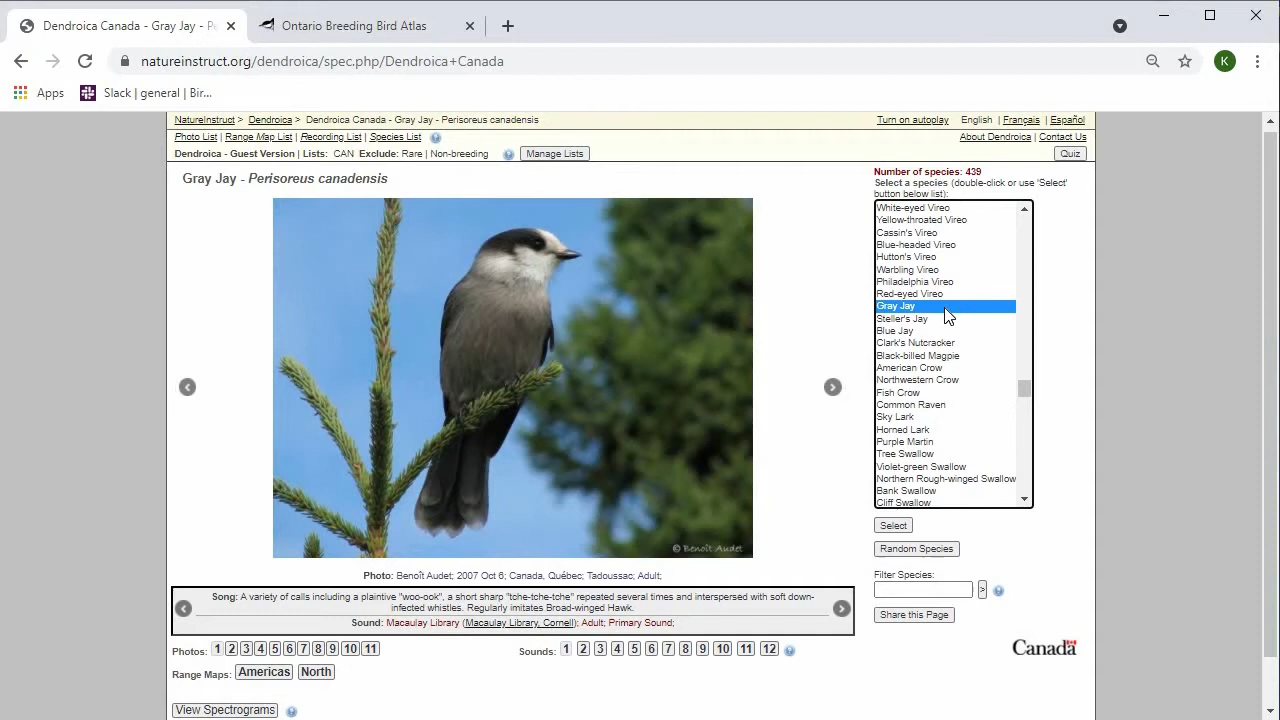 Dendroica Canada - Gray Jay - Pe
Ontario Breeding Bird Atlas
natureinstruct.org/dendroica/spec.php/Dendroica+Canada
K
Apps
Slack | general | Bir...
NatureInstruct > Dendroica > Dendroica Canada - Gray Jay - Perisoreus canadensis
Turn on autoplay English | Français | Español
Photo List | Range Map List | Recording List | Species List
About Dendroica | Contact Us
Dendroica - Guest Version | Lists: CAN Exclude: Rare | Non-breeding
Manage Lists
Quiz
Gray Jay - Perisoreus canadensis
Number of species: 439
Select a species (double-click or use 'Select'
button below list):
White-eyed Vireo
Yellow-throated Vireo
Cassin's Vireo
Blue-headed Vireo
Hutton's Vireo
Warbling Vireo
Philadelphia Vireo
Red-eyed Vireo
Gray Jay
Steller's Jay
Blue Jay
Clark's Nutcracker
Black-billed Magpie
American Crow
Northwestern Crow
Fish Crow
Common Raven
Sky Lark
Horned Lark
Purple Martin
Tree Swallow
Violet-green Swallow
Northern Rough-winged Swallow
Bank Swallow
Cliff Swallow
Select
Random Species
Filter Species:
>
Share this Page
Canada
© Benoît Audet
Photo: Benoît Audet; 2007 Oct 6; Canada, Québec; Tadoussac; Adult;
Song: A variety of calls including a plaintive "woo-ook", a short sharp "tche-tche-tche" repeated several times and interspersed with soft down-
infected whistles. Regularly imitates Broad-winged Hawk.
Sound: Macaulay Library (Macaulay Library, Cornell); Adult; Primary Sound;
Photos: 1 2 3 4 5 6 7 8 9 10 11
Sounds: 1 2 3 4 5 6 7 8 9 10 11 12
Range Maps: Americas North
View Spectrograms